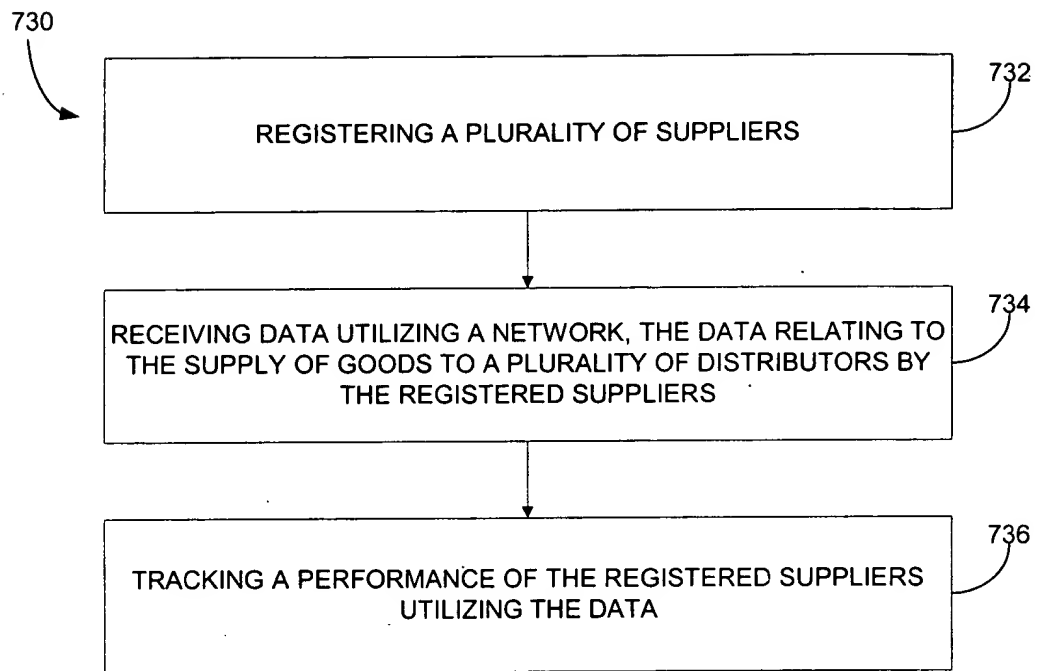 730
732
REGISTERING A PLURALITY OF SUPPLIERS
734
RECEIVING DATA UTILIZING A NETWORK, THE DATA RELATING TO
THE SUPPLY OF GOODS TO A PLURALITY OF DISTRIBUTORS BY
THE REGISTERED SUPPLIERS
736
TRACKING A PERFORMANCE OF THE REGISTERED SUPPLIERS
UTILIZING THE DATA